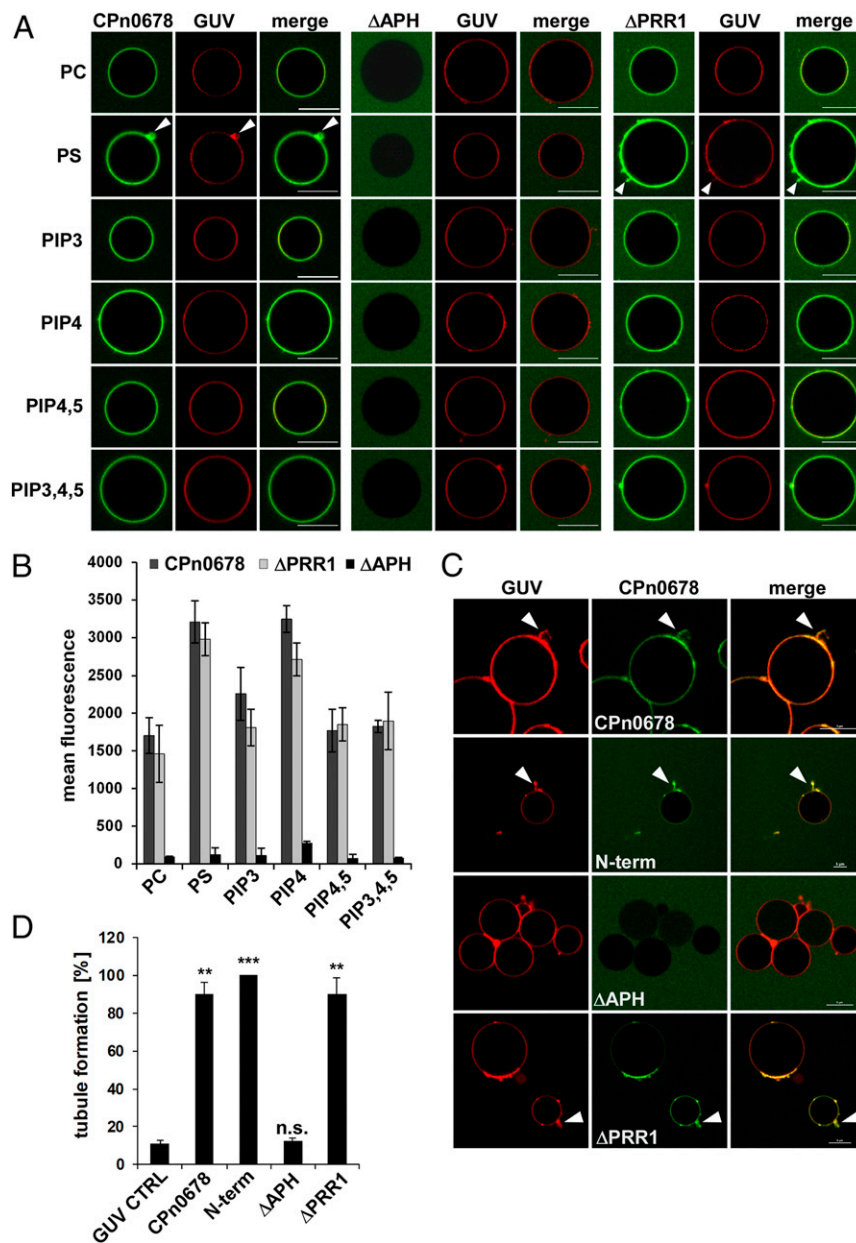 A
CPn0678 GUV merge ΔAPH GUV merge ΔPRR1 GUV merge
PC
PS
PIP3
PIP4
PIP4,5
PIP3,4,5
B
CPn0678 ΔPRR1 ΔAPH
mean fluorescence
4000
3500
3000
2500
2000
1500
1000
500
0
PC PS PIP3 PIP4 PIP4,5 PIP3,4,5
C
GUV CPn0678 merge
CPn0678
N-term
ΔAPH
ΔPRR1
D
tubule formation [%]
120
100
80
60
40
20
0
** *** n.s. **
GUV CTRL CPn0678 N-term ΔAPH ΔPRR1